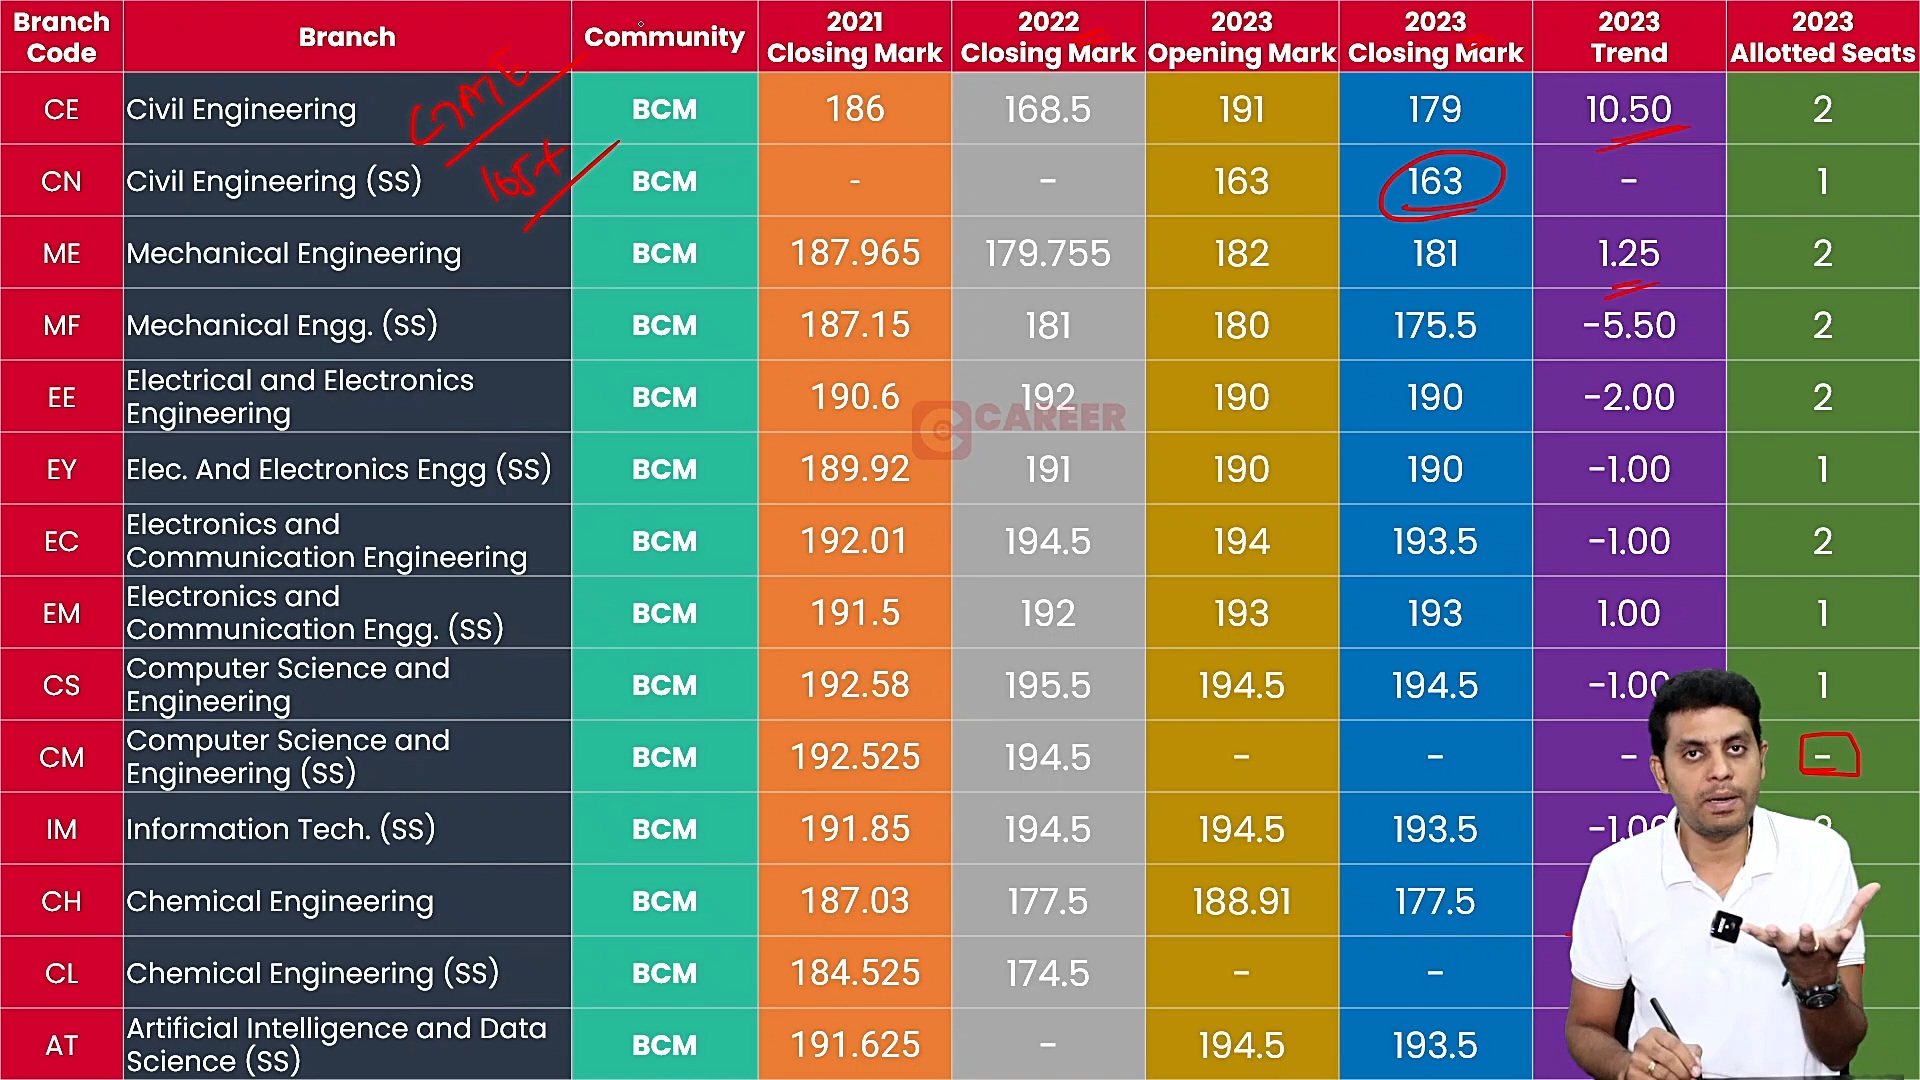 Branch Code Branch Community 2021 Closing Mark 2022 Closing Mark 2023 Opening Mark 2023 Closing Mark 2023 Trend 2023 Allotted Seats
CE Civil Engineering BCM 186 168.5 191 179 10.50 2
CN Civil Engineering (SS) BCM - - 163 163 - 1
ME Mechanical Engineering BCM 187.965 179.755 182 181 1.25 2
MF Mechanical Engg. (SS) BCM 187.15 181 180 175.5 -5.50 2
EE Electrical and Electronics Engineering BCM 190.6 192 190 190 -2.00 2
EY Elec. And Electronics Engg (SS) BCM 189.92 191 190 190 -1.00 1
EC Electronics and Communication Engineering BCM 192.01 194.5 194 193.5 -1.00 2
EM Electronics and Communication Engg. (SS) BCM 191.5 192 193 193 1.00 1
CS Computer Science and Engineering BCM 192.58 195.5 194.5 194.5 -1.00 1
CM Computer Science and Engineering (SS) BCM 192.525 194.5 - - - -
IM Information Tech. (SS) BCM 191.85 194.5 194.5 193.5 -1.00
CH Chemical Engineering BCM 187.03 177.5 188.91 177.5
CL Chemical Engineering (SS) BCM 184.525 174.5 - -
AT Artificial Intelligence and Data Science (SS) BCM 191.625 - 194.5 193.5
165+
CAREER